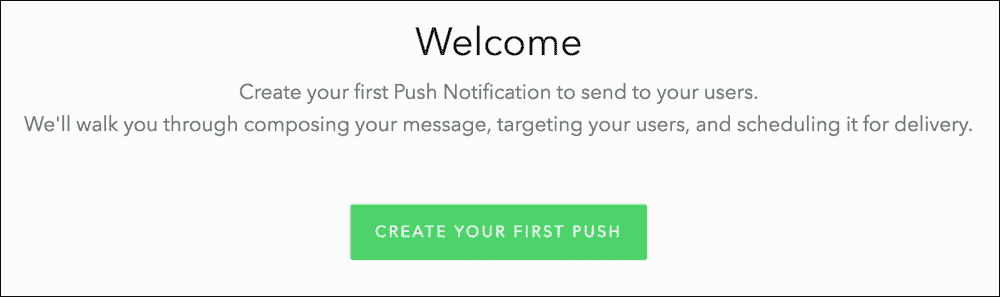 Welcome
Create your first Push Notification to send to your users.
We'll walk you through composing your message, targeting your users, and scheduling it for delivery.
CREATE YOUR FIRST PUSH